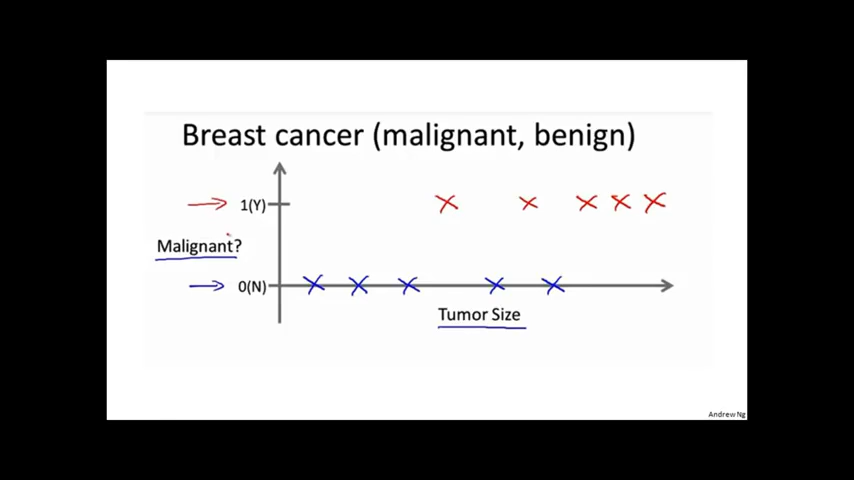 Breast cancer (malignant, benign)
1(Y)
Malignant?
0(N)
Tumor Size
Andrew Ng